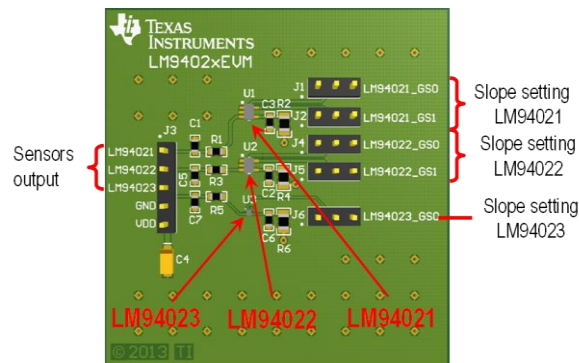 TEXAS
INSTRUMENTS
LM9402xEVM
J1
LM94021_GS0
Slope setting
LM94021
U1
C3 R2
J2
LM94021_GS1
C1
J3
R1
J4
LM94022_GS0
Slope setting
LM94022
Sensors
output
LM94021
U2
LM94022
C5
R3
J5
LM94022_GS1
LM94023
C2
R4
GND
C7
R5
U3
J6
LM94023_GS0
Slope setting
LM94023
VDD
C6
R6
C4
LM94023
LM94022
LM94021
© 2013 TI